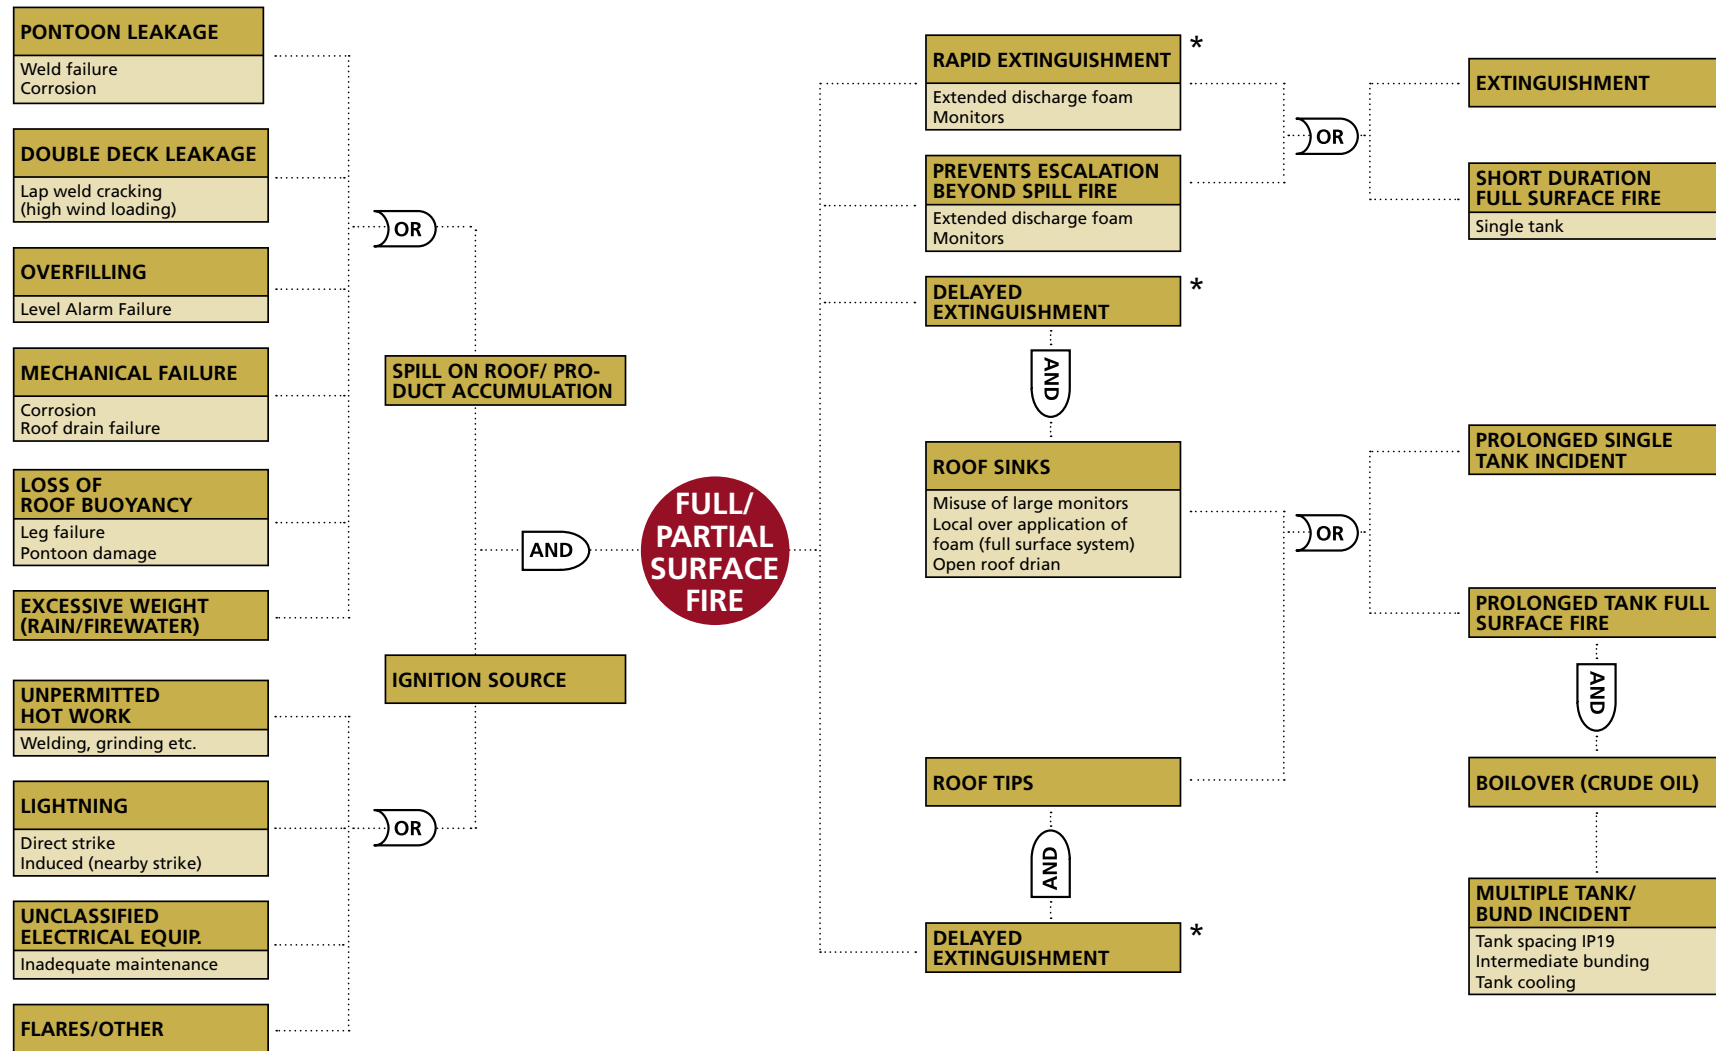 PONTOON LEAKAGE
Weld failure
Corrosion
DOUBLE DECK LEAKAGE
Lap weld cracking
(high wind loading)
OVERFILLING
Level Alarm Failure
MECHANICAL FAILURE
Corrosion
Roof drain failure
LOSS OF
ROOF BUOYANCY
Leg failure
Pontoon damage
EXCESSIVE WEIGHT
(RAIN/FIREWATER)
UNPERMITTED
HOT WORK
Welding, grinding etc.
LIGHTNING
Direct strike
Induced (nearby strike)
UNCLASSIFIED
ELECTRICAL EQUIP.
Inadequate maintenance
FLARES/OTHER
OR
SPILL ON ROOF/ PRO-
DUCT ACCUMULATION
AND
IGNITION SOURCE
OR
FULL/
PARTIAL
SURFACE
FIRE
RAPID EXTINGUISHMENT *
Extended discharge foam
Monitors
PREVENTS ESCALATION
BEYOND SPILL FIRE
Extended discharge foam
Monitors
DELAYED *
EXTINGUISHMENT
AND
ROOF SINKS
Misuse of large monitors
Local over application of
foam (full surface system)
Open roof drian
ROOF TIPS
AND
DELAYED *
EXTINGUISHMENT
OR
EXTINGUISHMENT
SHORT DURATION
FULL SURFACE FIRE
Single tank
OR
PROLONGED SINGLE
TANK INCIDENT
PROLONGED TANK FULL
SURFACE FIRE
AND
BOILOVER (CRUDE OIL)
MULTIPLE TANK/
BUND INCIDENT
Tank spacing IP19
Intermediate bunding
Tank cooling